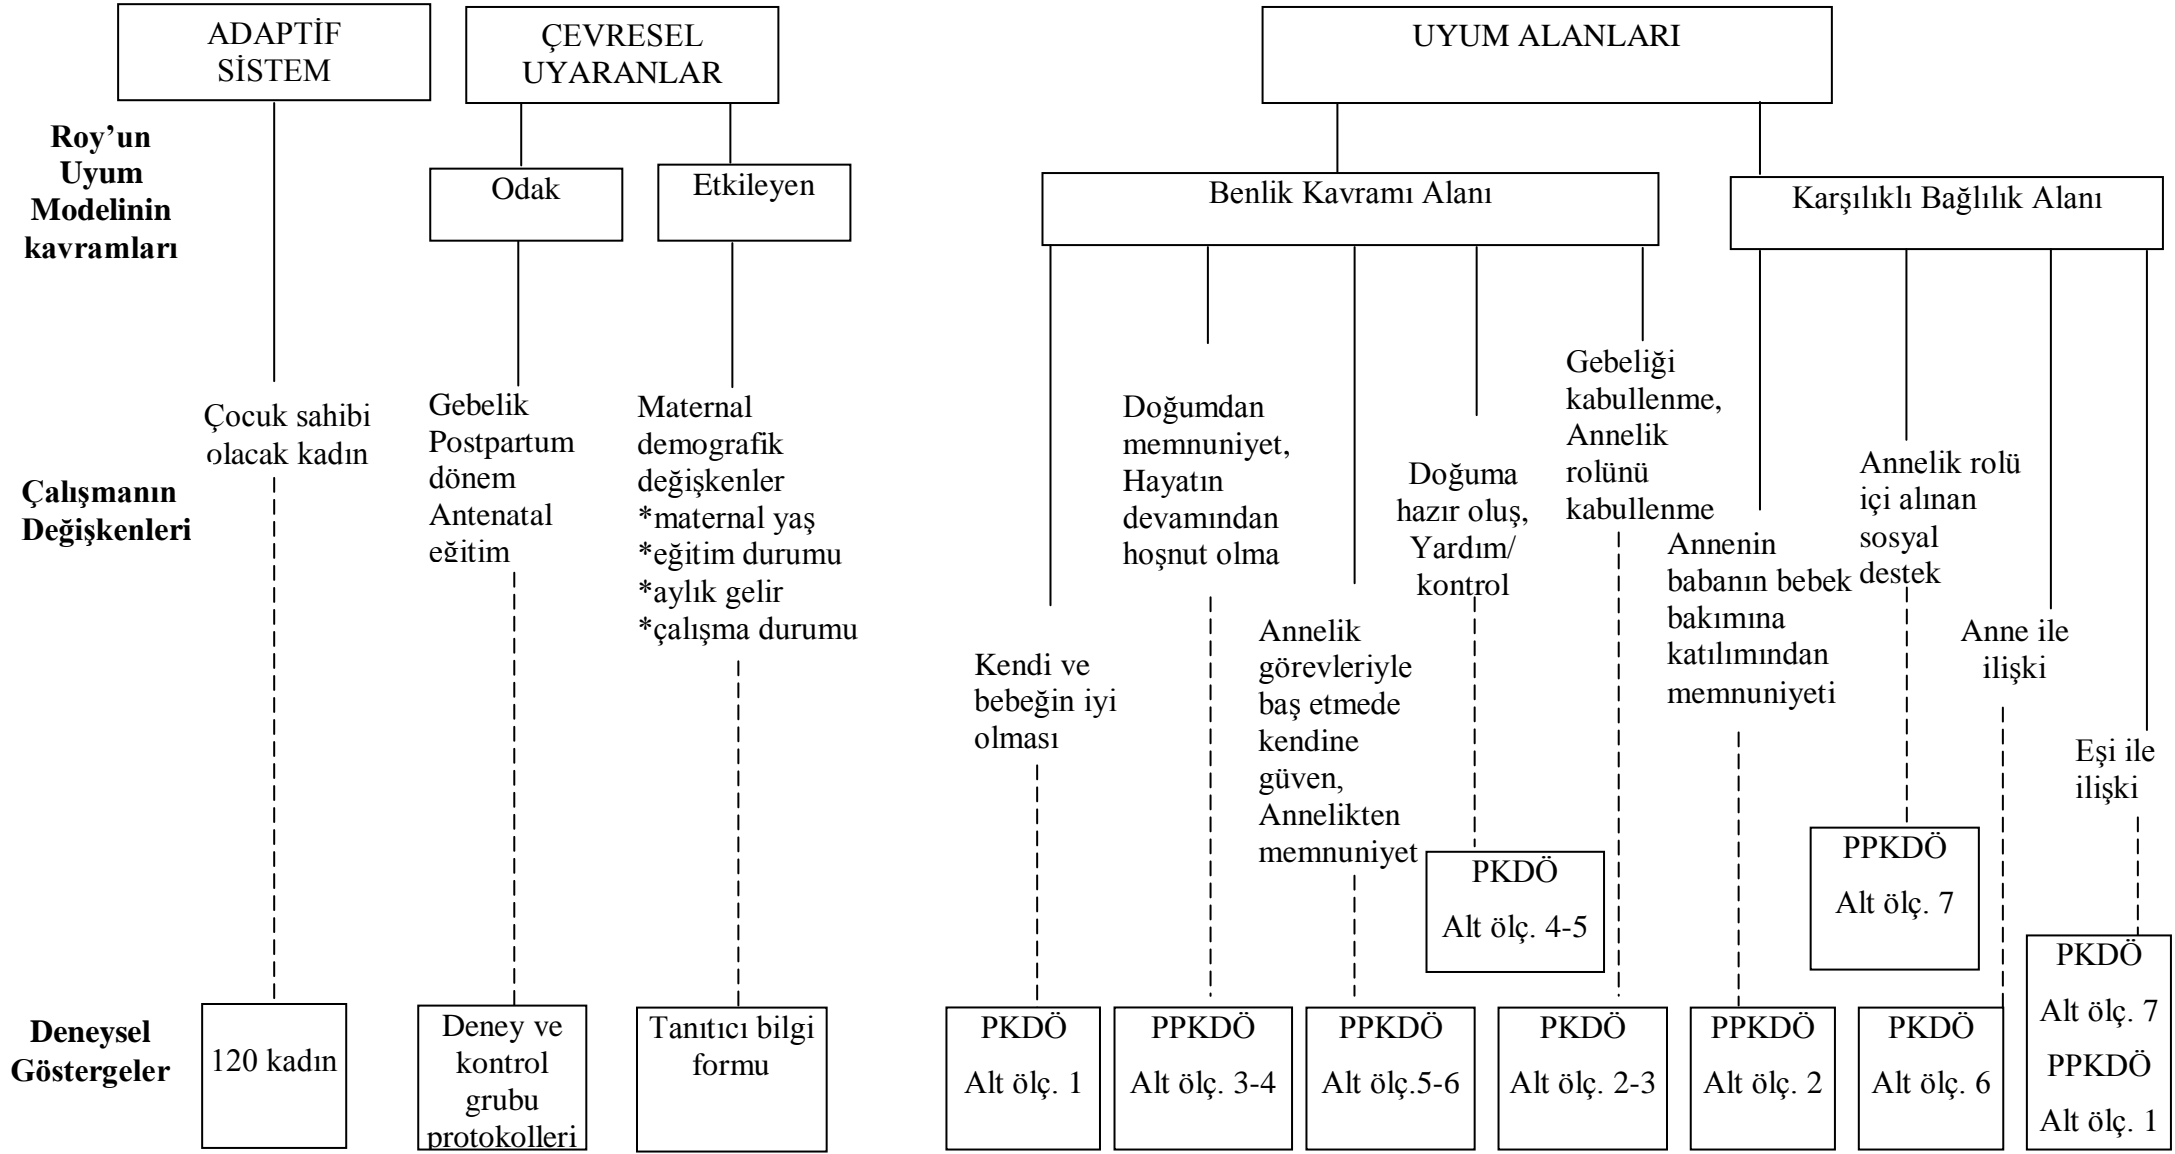 ADAPTİF
SİSTEM
ÇEVRESEL
UYARANLAR
UYUM ALANLARI
Roy’un
Uyum
Modelinin
kavramları
Odak
Etkileyen
Benlik Kavramı Alanı
Karşılıklı Bağlılık Alanı
Çalışmanın
Değişkenleri
Çocuk sahibi
olacak kadın
Gebelik
Postpartum
dönem
Antenatal
eğitim
Maternal
demografik
değişkenler
*maternal yaş
*eğitim durumu
*aylık gelir
*çalışma durumu
Kendi ve
bebeğin iyi
olması
Doğumdan
memnuniyet,
Hayatın
devamından
hoşnut olma
Annelik
görevleriyle
baş etmede
kendine
güven,
Annelikten
memnuniyet
Doğuma
hazır oluş,
Yardım/
kontrol
Gebeliği
kabullenme,
Annelik
rolünü
kabullenme
Annenin
babanın bebek
bakımına
katılımından
memnuniyeti
Annelik rolü
içi alınan
sosyal
destek
Anne ile
ilişki
Eşi ile
ilişki
Deneysel
Göstergeler
120 kadın
Deney ve
kontrol
grubu
protokolleri
Tanıtıcı bilgi
formu
PKDÖ
Alt ölç. 1
PPKDÖ
Alt ölç. 3-4
PPKDÖ
Alt ölç.5-6
PKDÖ
Alt ölç. 4-5
PKDÖ
Alt ölç. 2-3
PPKDÖ
Alt ölç. 2
PPKDÖ
Alt ölç. 7
PKDÖ
Alt ölç. 6
PKDÖ
Alt ölç. 7
PPKDÖ
Alt ölç. 1